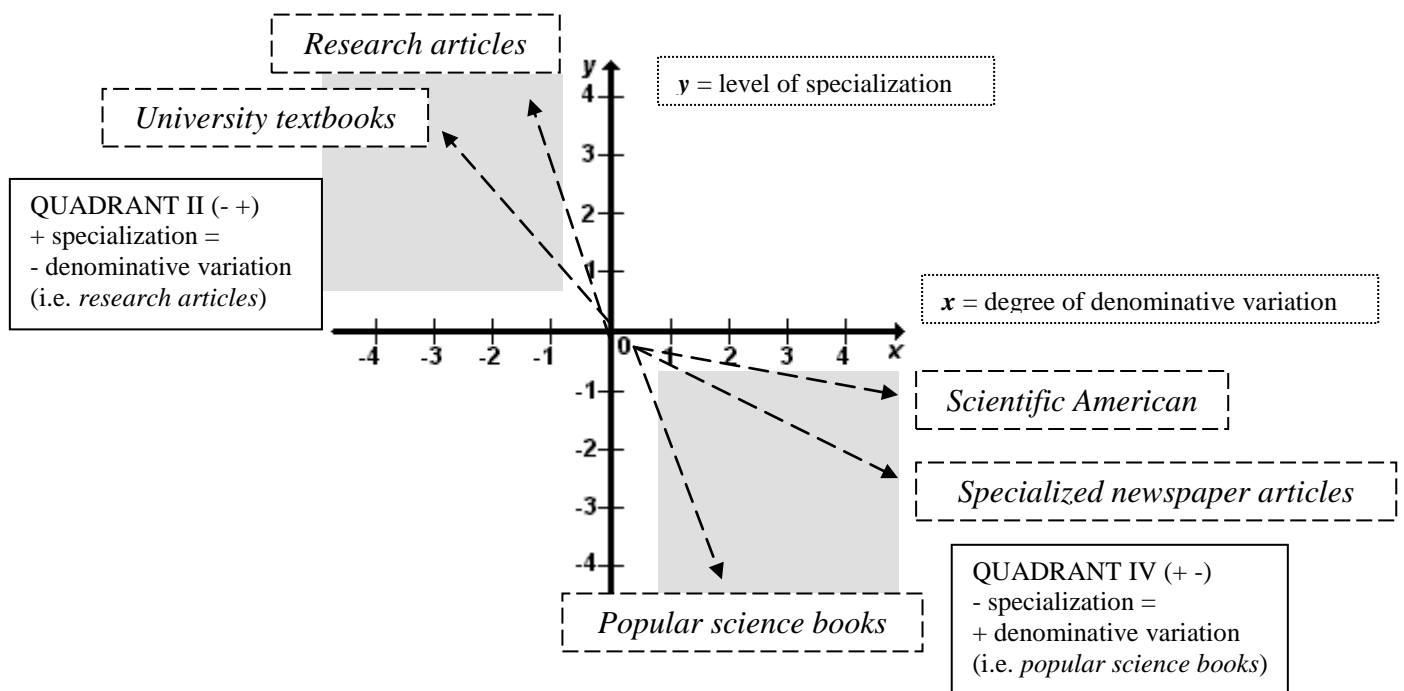 Research articles
y
y = level of specialization
University textbooks
4
3
2
1
QUADRANT II (- +)
+ specialization =
- denominative variation
(i.e. research articles)
x = degree of denominative variation
-4 -3 -2 -1 0 1 2 3 4 x
-1
-2
-3
-4
Scientific American
Specialized newspaper articles
QUADRANT IV (+ -)
- specialization =
+ denominative variation
(i.e. popular science books)
Popular science books